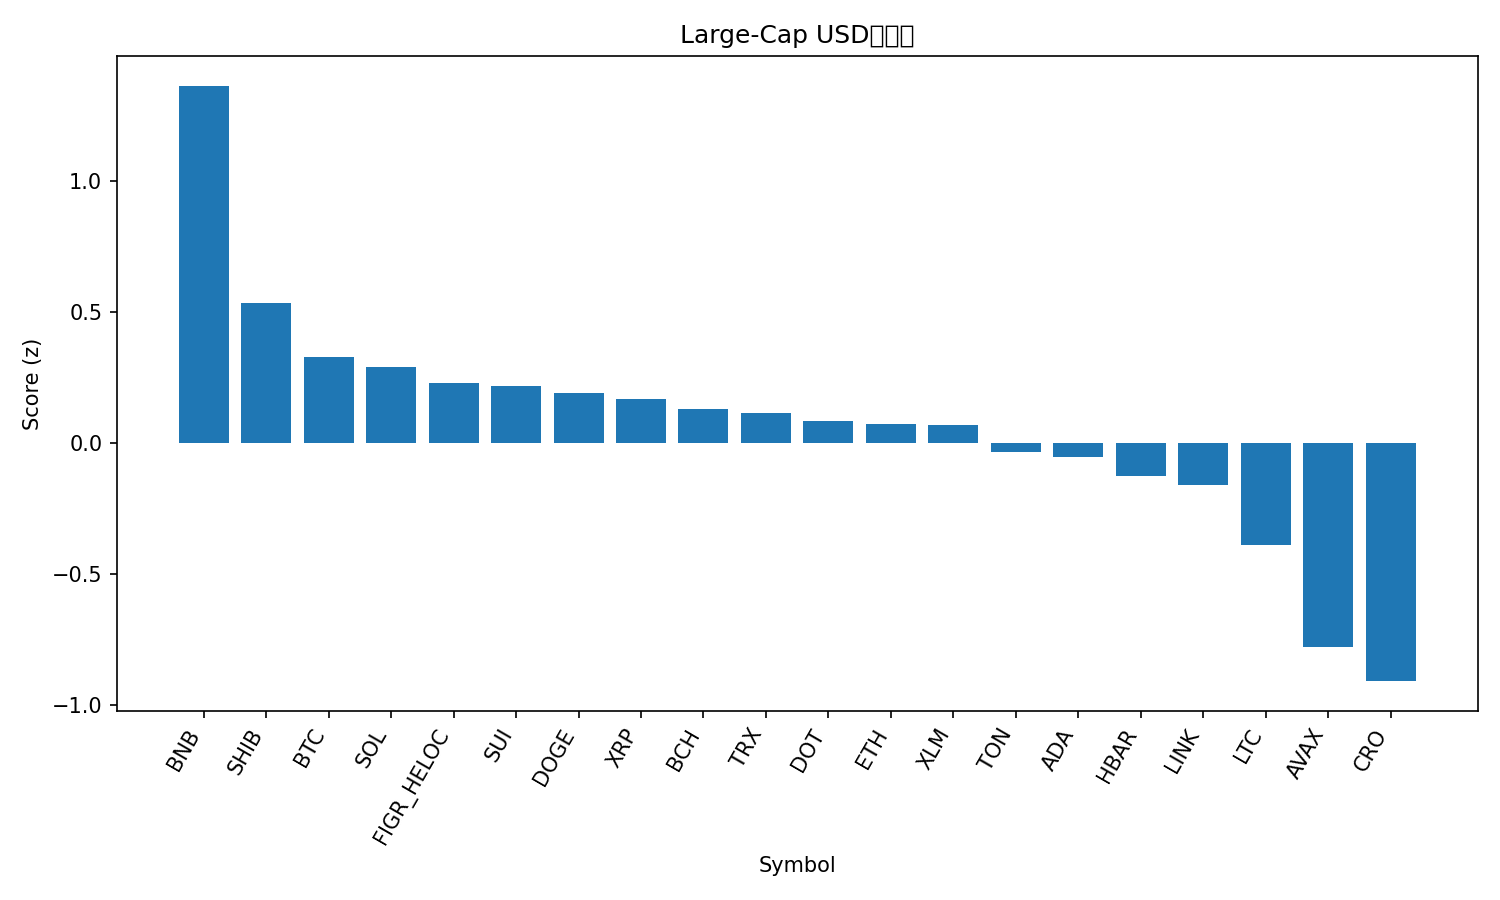 Large-Cap USD
Score (z)
1.0
0.5
0.0
−0.5
−1.0
BNB
SHIB
BTC
SOL
FIGR_HELOC
SUI
DOGE
XRP
BCH
TRX
DOT
ETH
XLM
TON
ADA
HBAR
LINK
LTC
AVAX
CRO
Symbol